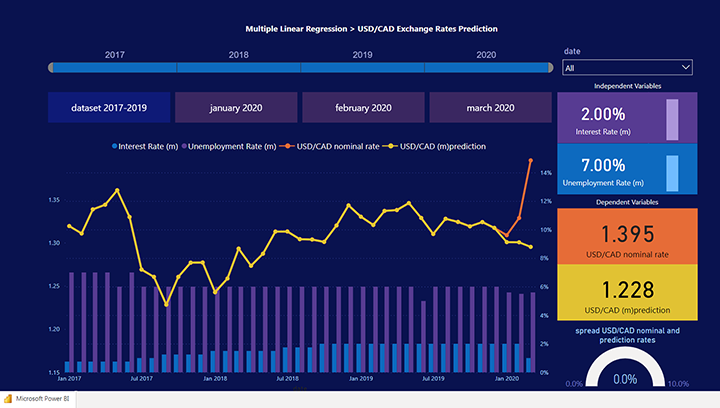 Multiple Linear Regression > USD/CAD Exchange Rates Prediction
2017 2018 2019 2020
date
All
dataset 2017-2019
january 2020
february 2020
march 2020
Independent Variables
2.00%
Interest Rate (m)
7.00%
Unemployment Rate (m)
Dependent Variables
1.395
USD/CAD nominal rate
1.228
USD/CAD (m)prediction
spread USD/CAD nominal and
prediction rates
0.0% 0.0% 10.0%
Interest Rate (m) Unemployment Rate (m) USD/CAD nominal rate USD/CAD (m)prediction
1.35
1.30
1.25
1.20
1.15
14%
12%
10%
8%
6%
4%
2%
0%
Jan 2017 Jul 2017 Jan 2018 Jul 2018 Jan 2019 Jul 2019 Jan 2020
Microsoft Power BI